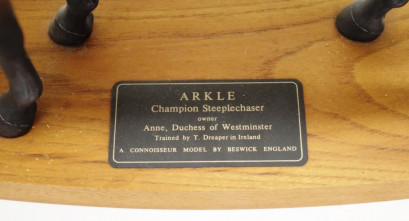 ARKLE
Champion Steeplechaser
owner
Anne, Duchess of Westminster
Trained by T. Dreaper in Ireland
A CONNOISSEUR MODEL BY BESWICK ENGLAND